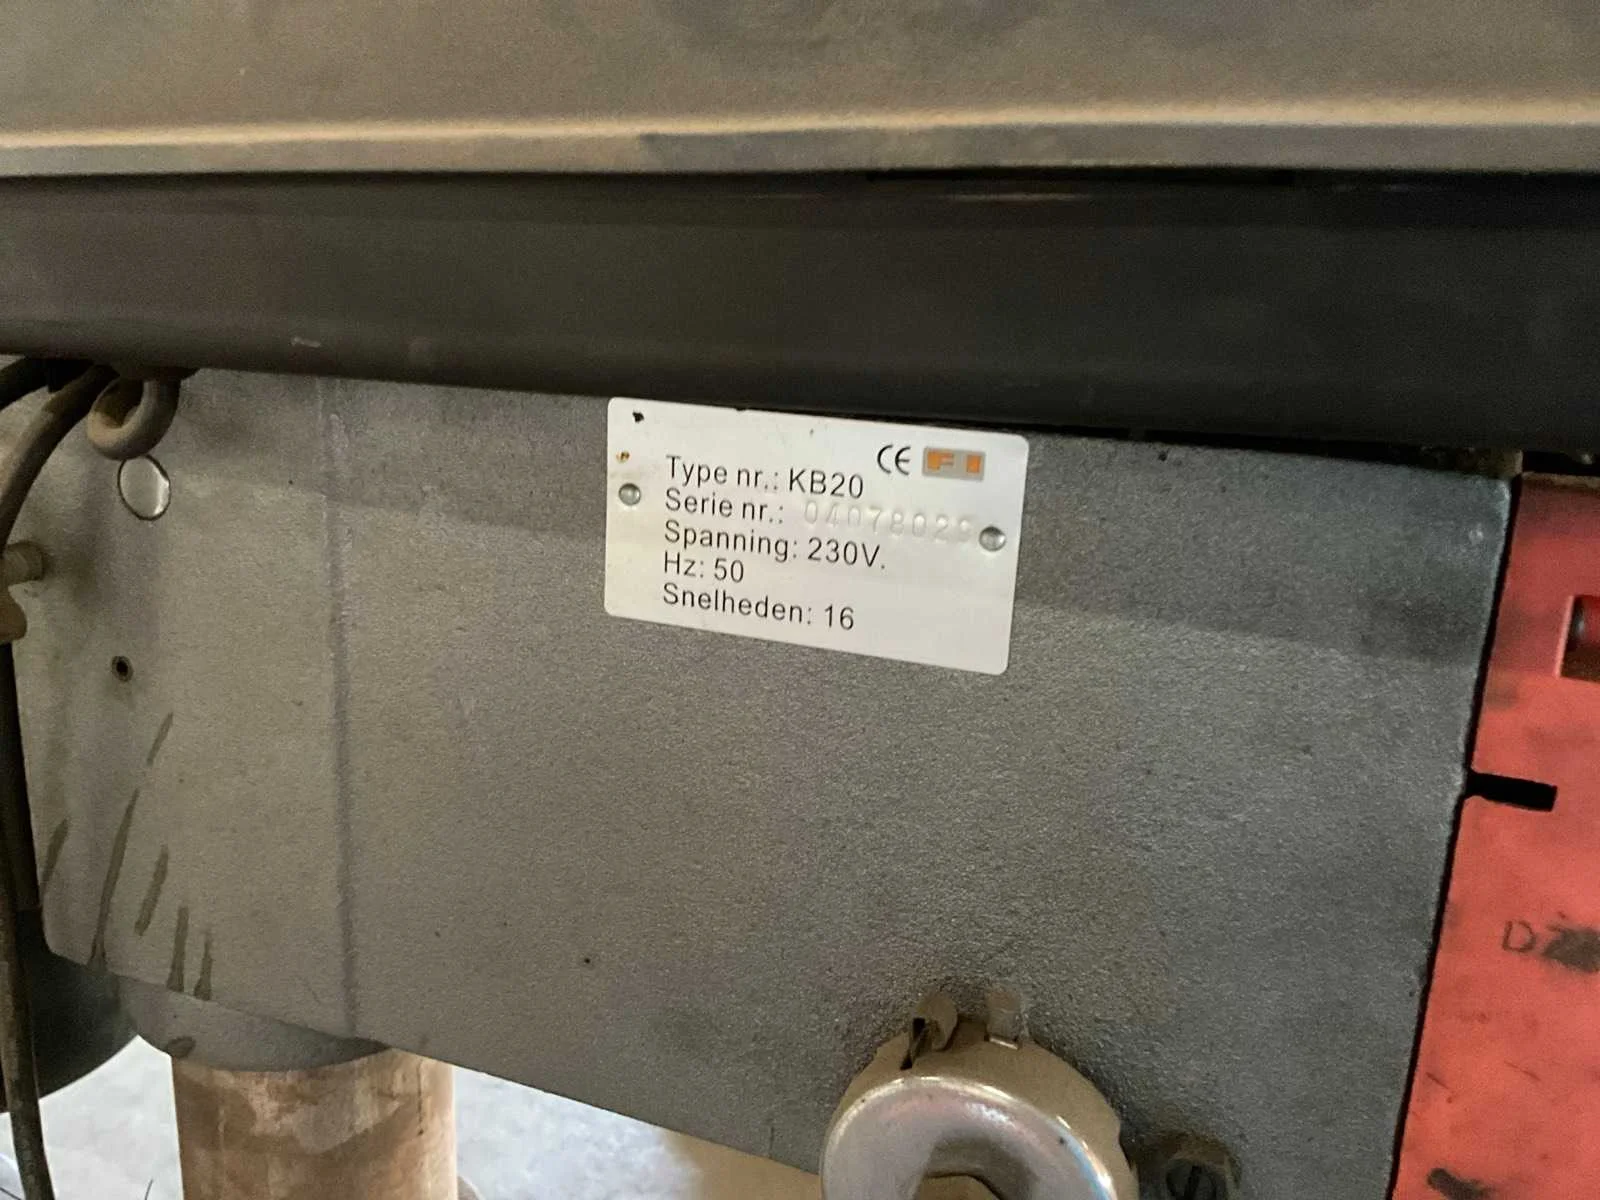 CE FI
Type nr.: KB20
Serie nr.:
Spanning: 230V.
Hz: 50
Snelheden: 16